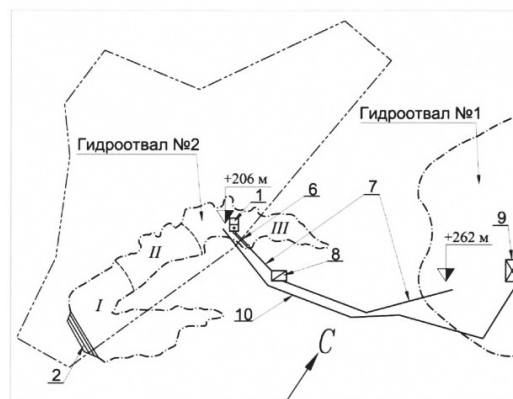 Гидроотвал №1
Гидроотвал №2
+206 м
1
6
7
9
II
III
8
+262 м
I
10
2
С